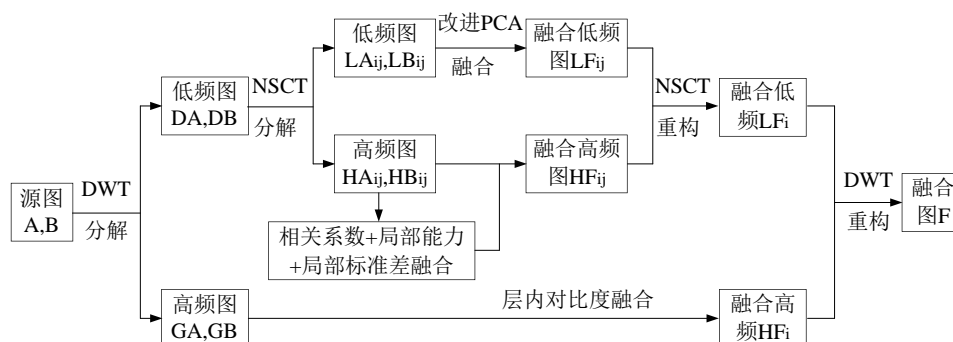 低频图
LAij,LBij
改进PCA
融合
融合低频
图LFij
低频图
DA,DB
NSCT
分解
NSCT
重构
融合低
频LFi
高频图
HAij,HBij
融合高频
图HFij
源图
A,B
DWT
分解
相关系数+局部能力
+局部标准差融合
DWT
重构
融合
图F
高频图
GA,GB
层内对比度融合
融合高
频HFi